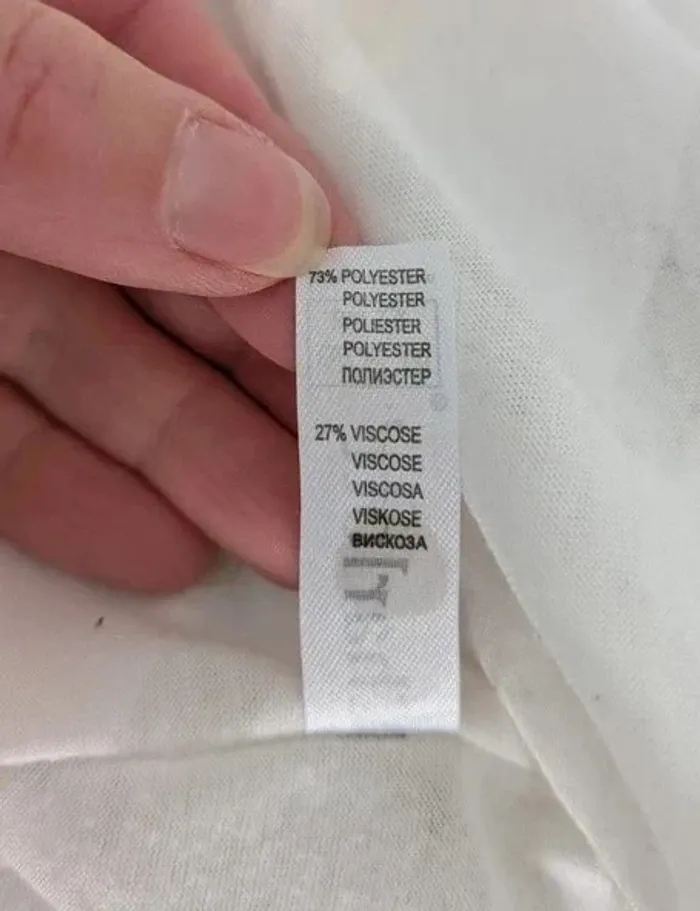 73% POLYESTER
POLYESTER
POLIESTER
POLYESTER
ПОЛИЭСТЕР
27% VISCOSE
VISCOSE
VISCOSA
VISKOSE
ВИСКОЗА